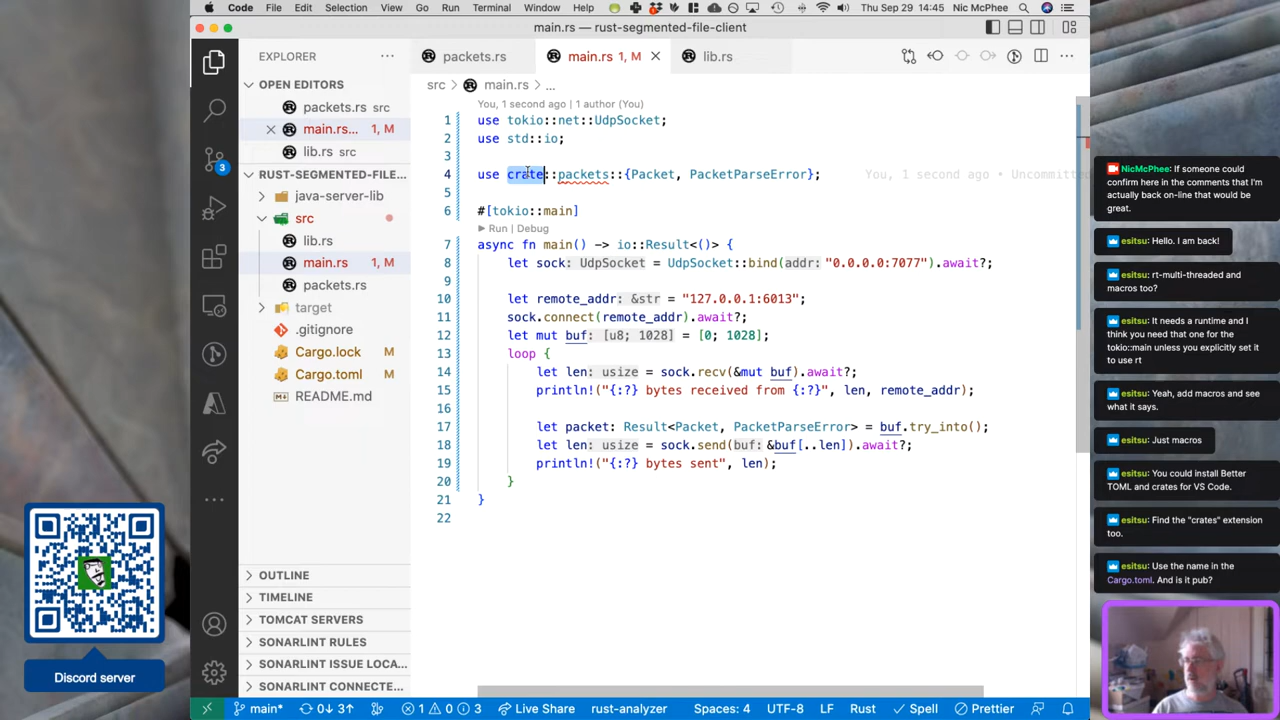 Code File Edit Selection View Go Run Terminal Window Help Thu Sep 29 14:45 Nic McPhee
main.rs — rust-segmented-file-client
EXPLORER
OPEN EDITORS
packets.rs src
main.rs... 1, M
lib.rs src
3
RUST-SEGMENTED-FILE-...
java-server-lib
src
lib.rs
main.rs 1, M
packets.rs
target
.gitignore
Cargo.lock M
Cargo.toml M
README.md
OUTLINE
TIMELINE
TOMCAT SERVERS
SONARLINT RULES
SONARLINT ISSUE LOCA...
SONARLINT CONNECTE...
packets.rs main.rs 1, M lib.rs
src main.rs ...
You, 1 second ago | 1 author (You)
1 use tokio::net::UdpSocket;
2 use std::io;
3
4 use crate::packets::{Packet, PacketParseError}; You, 1 second ago • Uncommitted
5
6 #[tokio::main]
Run | Debug
7 async fn main() -> io::Result<()> {
8 let sock: UdpSocket = UdpSocket::bind(addr: "0.0.0.0:7077").await?;
9
10 let remote_addr: &str = "127.0.0.1:6013";
11 sock.connect(remote_addr).await?;
12 let mut buf: [u8; 1028] = [0; 1028];
13 loop {
14 let len: usize = sock.recv(&mut buf).await?;
15 println!("{:?} bytes received from {:?}", len, remote_addr);
16
17 let packet: Result<Packet, PacketParseError> = buf.try_into();
18 let len: usize = sock.send(buf: &buf[..len]).await?;
19 println!("{:?} bytes sent", len);
20 }
21 }
22
main* 0↓ 3↑ 1 0 3 Live Share rust-analyzer Spaces: 4 UTF-8 LF Rust Spell Prettier
Discord server
NicMcPhee: If someone could
confirm here in the comments that I'm
actually back on-line that would be
great.
esitsu: Hello. I am back!
esitsu: rt-multi-threaded and
macros too?
esitsu: It needs a runtime and I
think you need that one for the
tokio::main unless you explicitly set it
to use rt
esitsu: Yeah, add macros and see
what it says.
esitsu: Just macros
esitsu: You could install Better
TOML and crates for VS Code.
esitsu: Find the "crates" extension
too.
esitsu: Use the name in the
Cargo.toml. And is it pub?